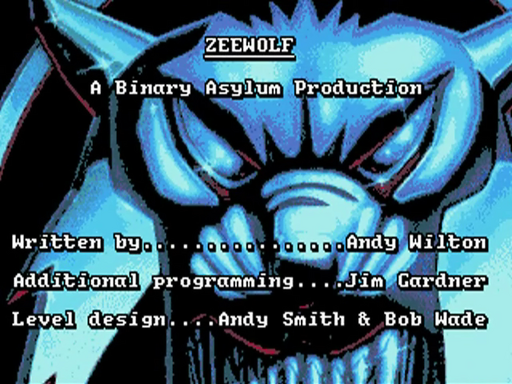 ZEEWOLF
A Binary Asylum Production
Written by................Andy Wilton
Additional programming....Jim Gardner
Level design....Andy Smith & Bob Wade